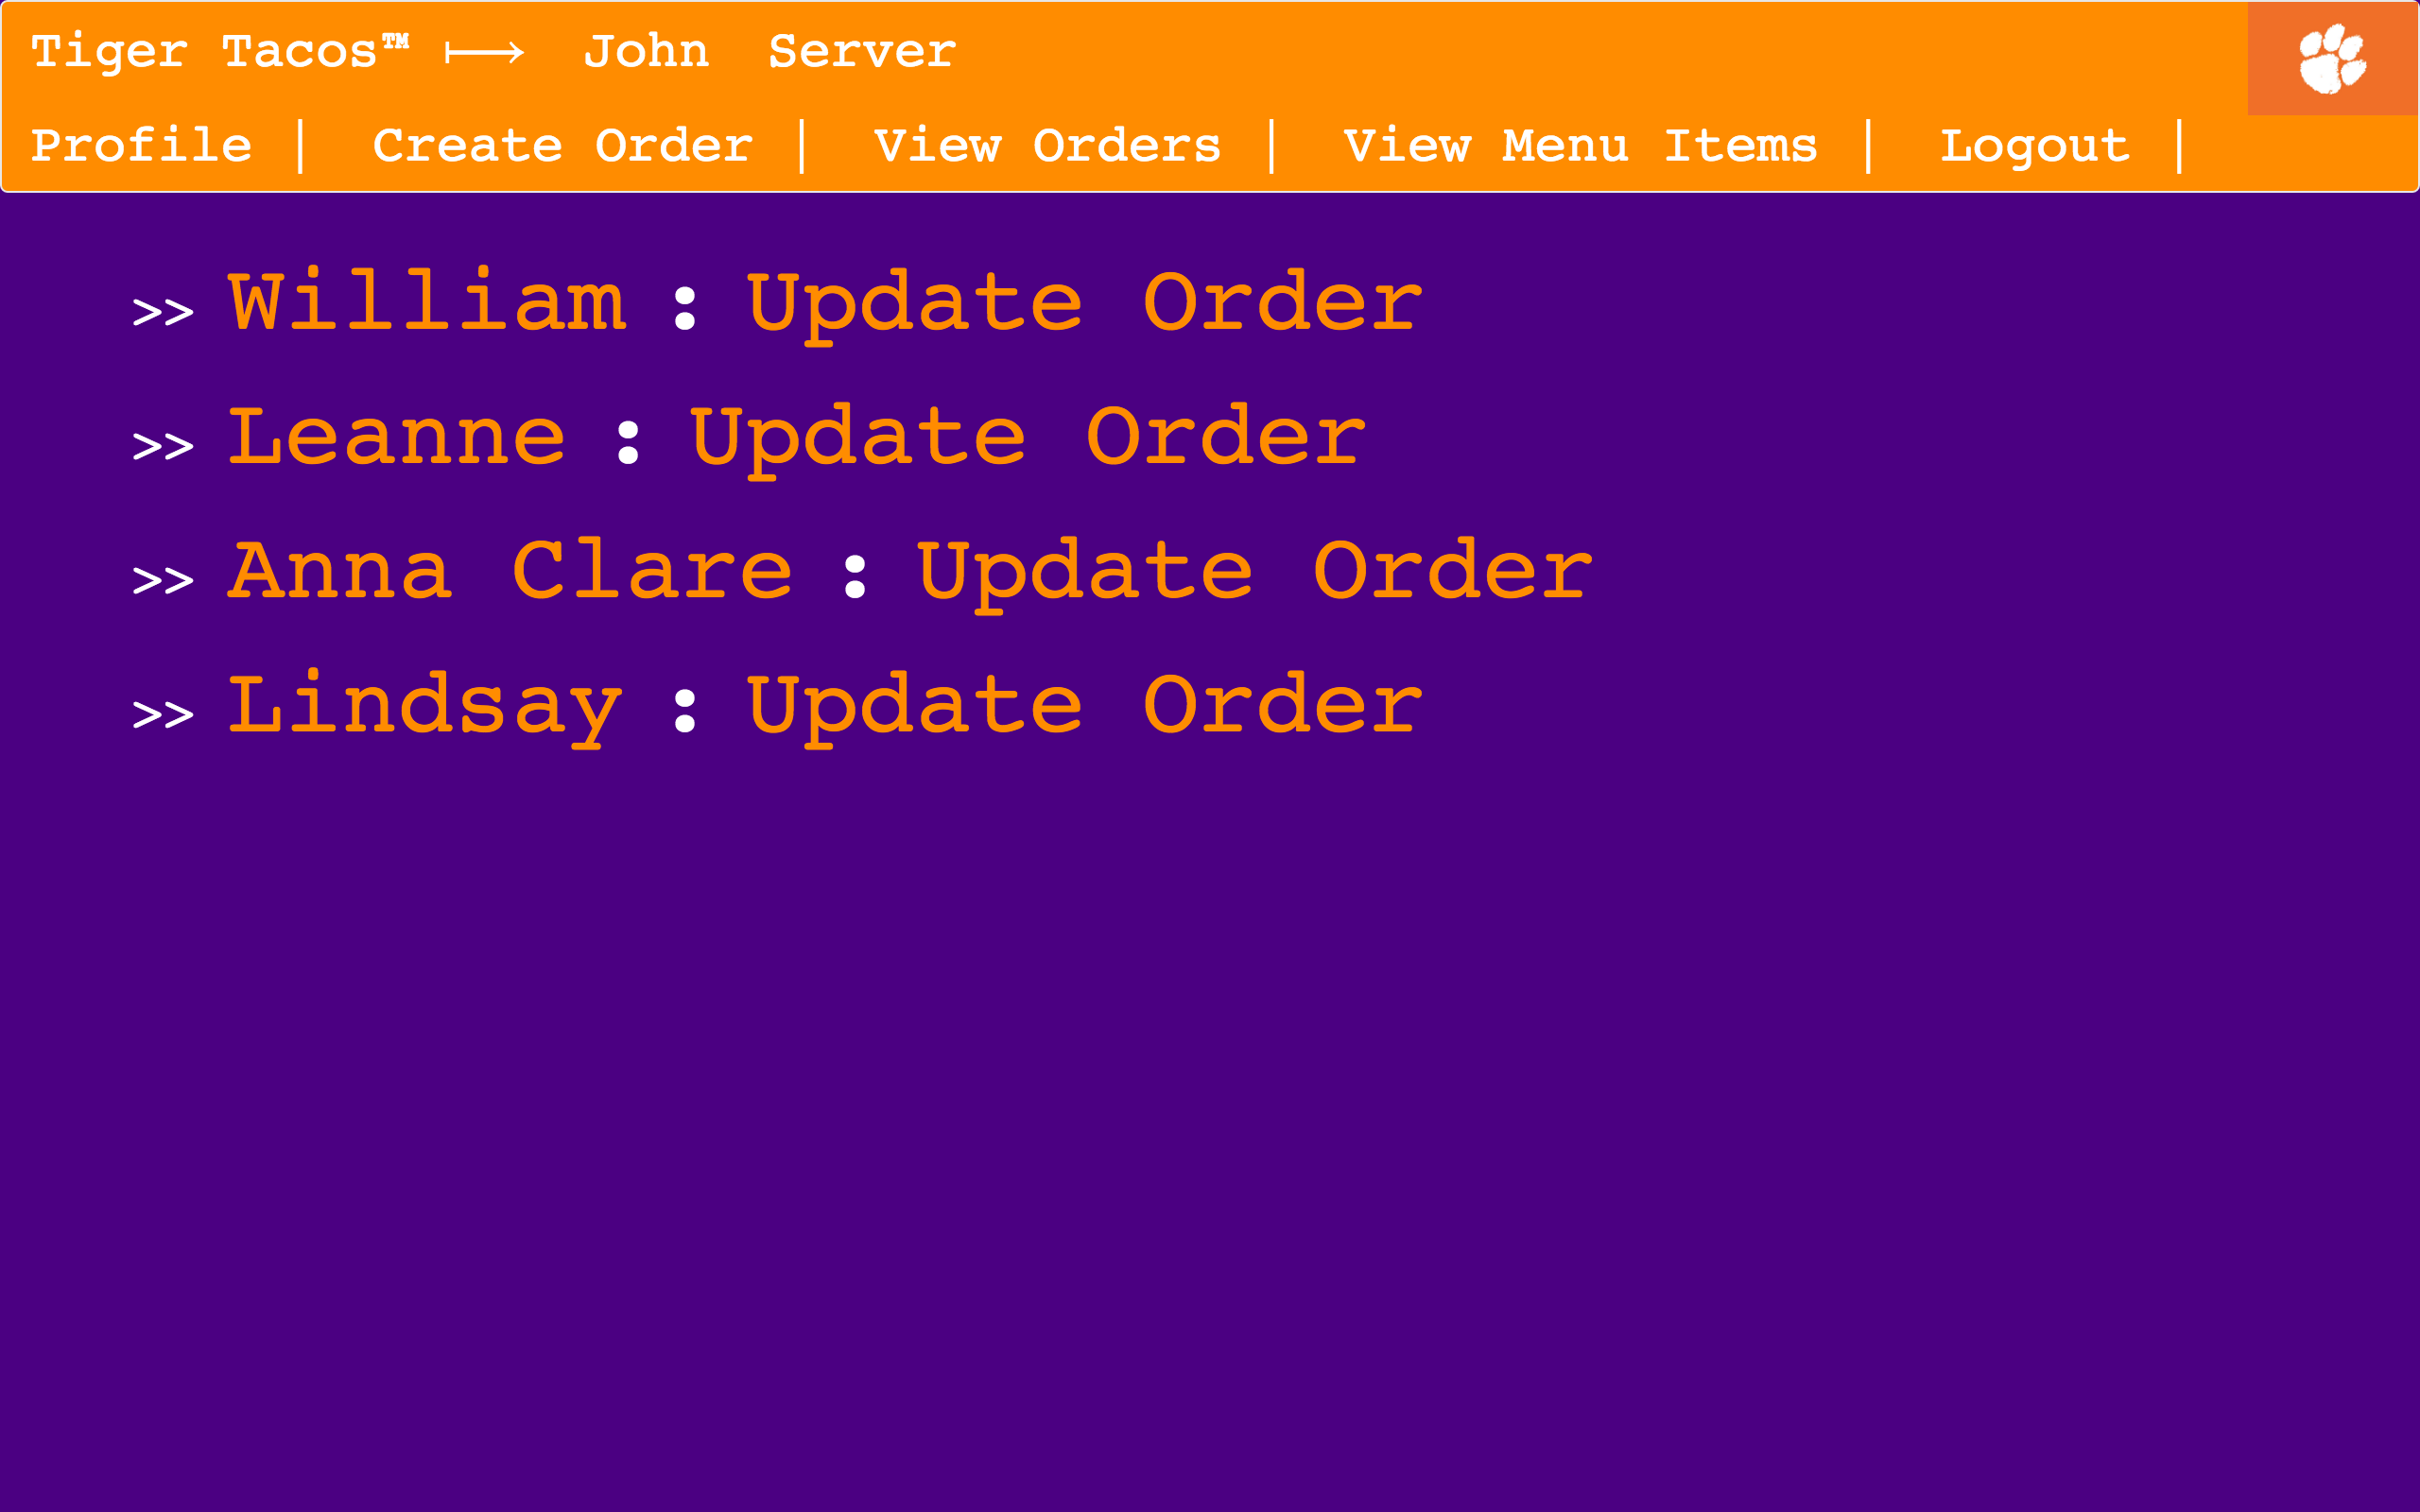 Tiger Tacos™ ⟼ John Server
Profile | Create Order | View Orders | View Menu Items | Logout |
>> William : Update Order
>> Leanne : Update Order
>> Anna Clare : Update Order
>> Lindsay : Update Order